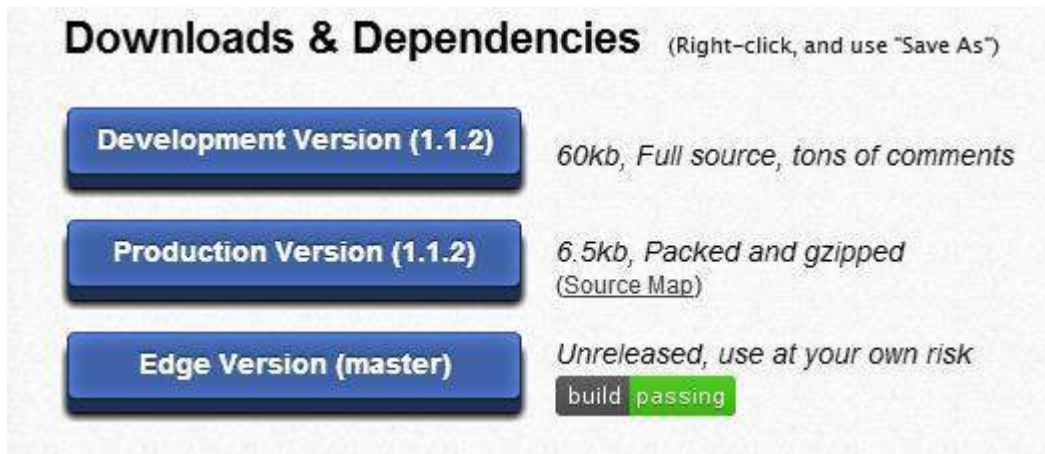 Downloads & Dependencies (Right-click, and use "Save As")
Development Version (1.1.2) 60kb, Full source, tons of comments
Production Version (1.1.2) 6.5kb, Packed and gzipped
(Source Map)
Edge Version (master) Unreleased, use at your own risk
build passing